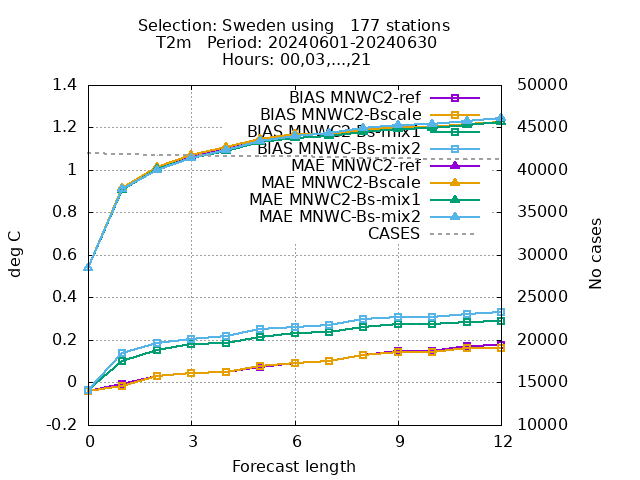 Selection: Sweden using   177 stations
T2m   Period: 20240601-20240630
Hours: 00,03,...,21
1.4
1.2
1
0.8
0.6
0.4
0.2
0
-0.2
deg C
BIAS MNWC2-ref
BIAS MNWC2-Bscale
BIAS MNWC2-Bs-mix1
BIAS MNWC-Bs-mix2
MAE MNWC2-ref
MAE MNWC2-Bscale
MAE MNWC2-Bs-mix1
MAE MNWC-Bs-mix2
CASES
50000
45000
40000
35000
30000
25000
20000
15000
10000
No cases
0 3 6 9 12
Forecast length